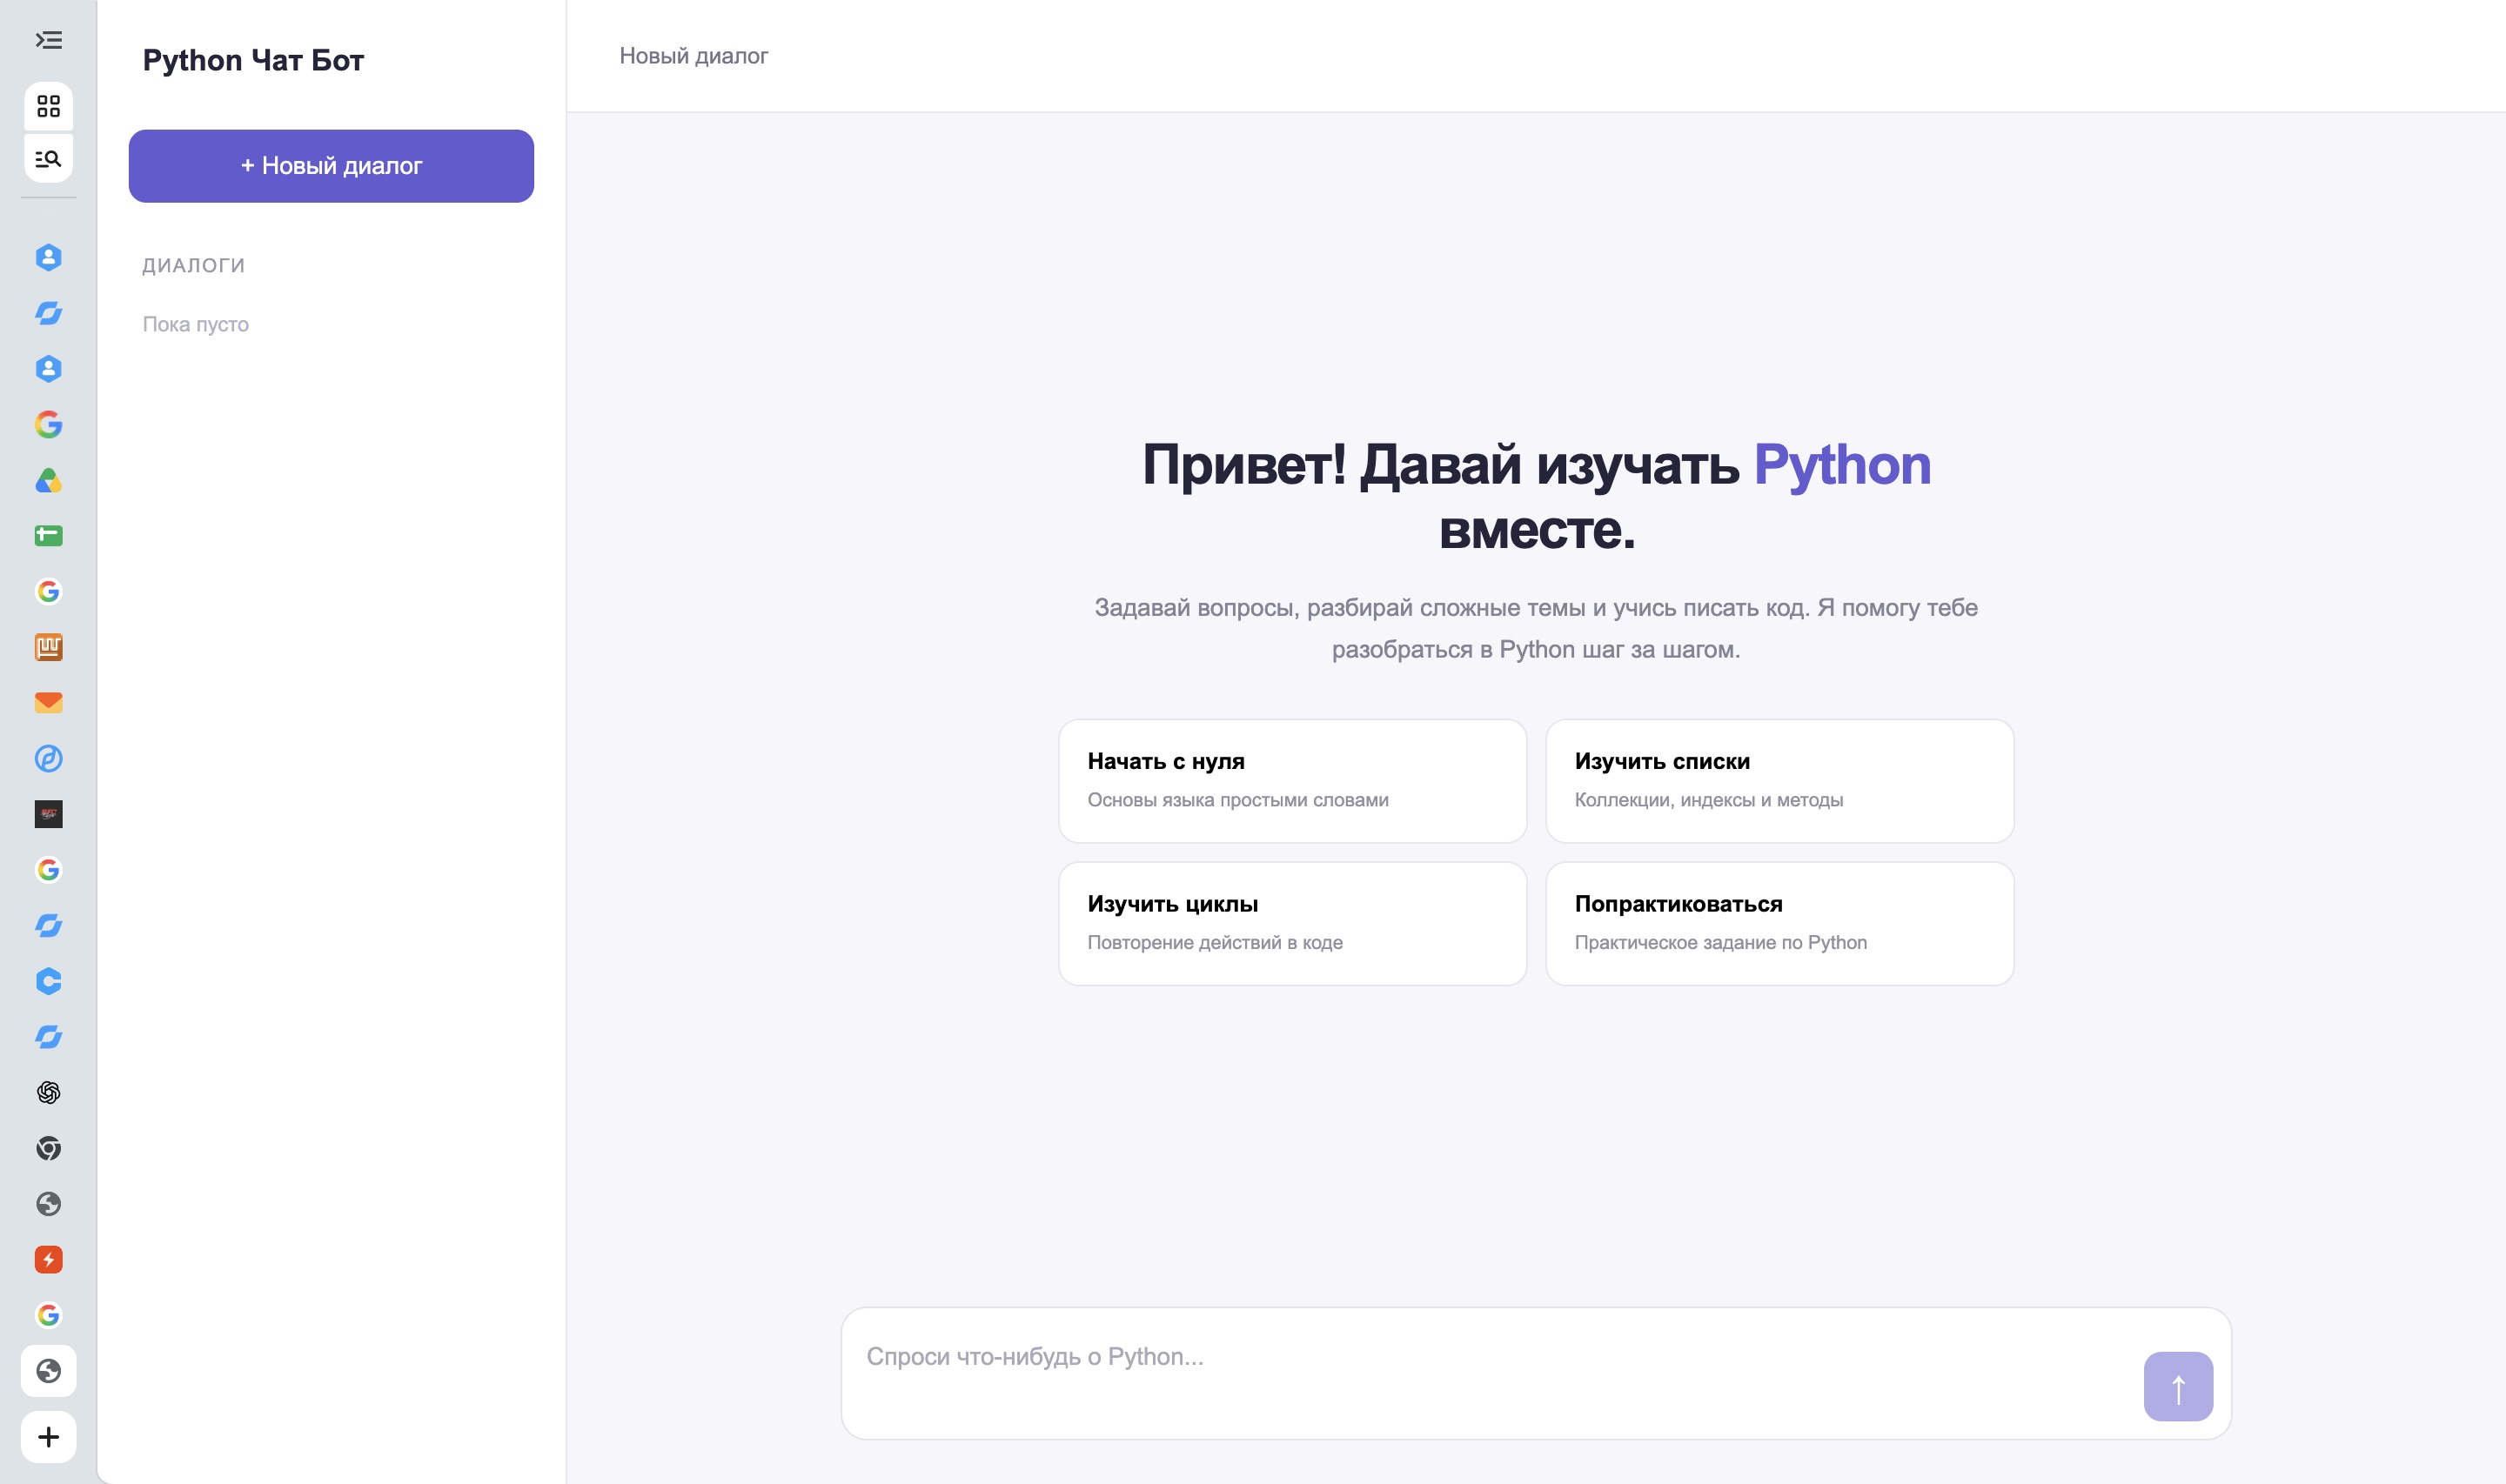 Python Чат Бот
+ Новый диалог
ДИАЛОГИ
Пока пусто
Новый диалог
Привет! Давай изучать Python
вместе.
Задавай вопросы, разбирай сложные темы и учись писать код. Я помогу тебе
разобраться в Python шаг за шагом.
Начать с нуля
Основы языка простыми словами
Изучить списки
Коллекции, индексы и методы
Изучить циклы
Повторение действий в коде
Попрактиковаться
Практическое задание по Python
Спроси что-нибудь о Python...